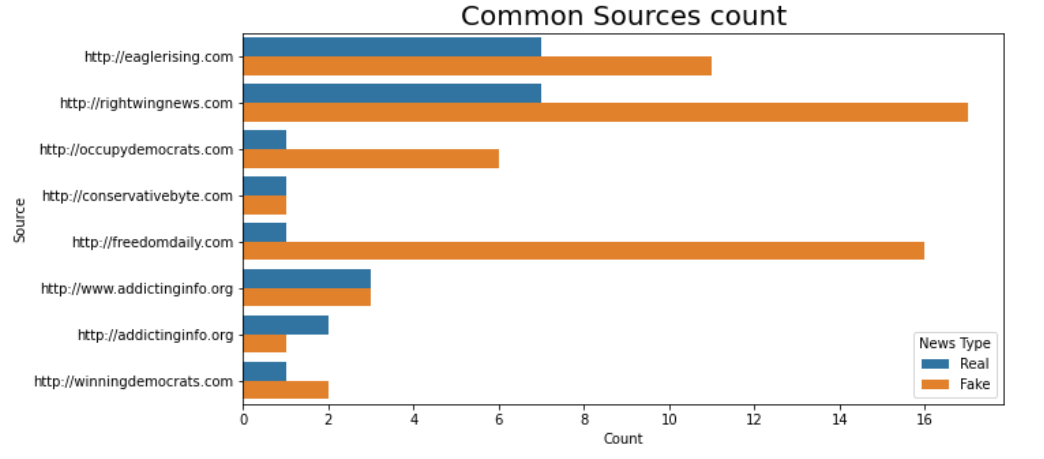 Common Sources count
http://eaglerising.com
http://rightwingnews.com
http://occupydemocrats.com
http://conservativebyte.com
http://freedomdaily.com
http://www.addictinginfo.org
http://addictinginfo.org
http://winningdemocrats.com
Source
News Type
Real
Fake
0 2 4 6 8 10 12 14 16
Count